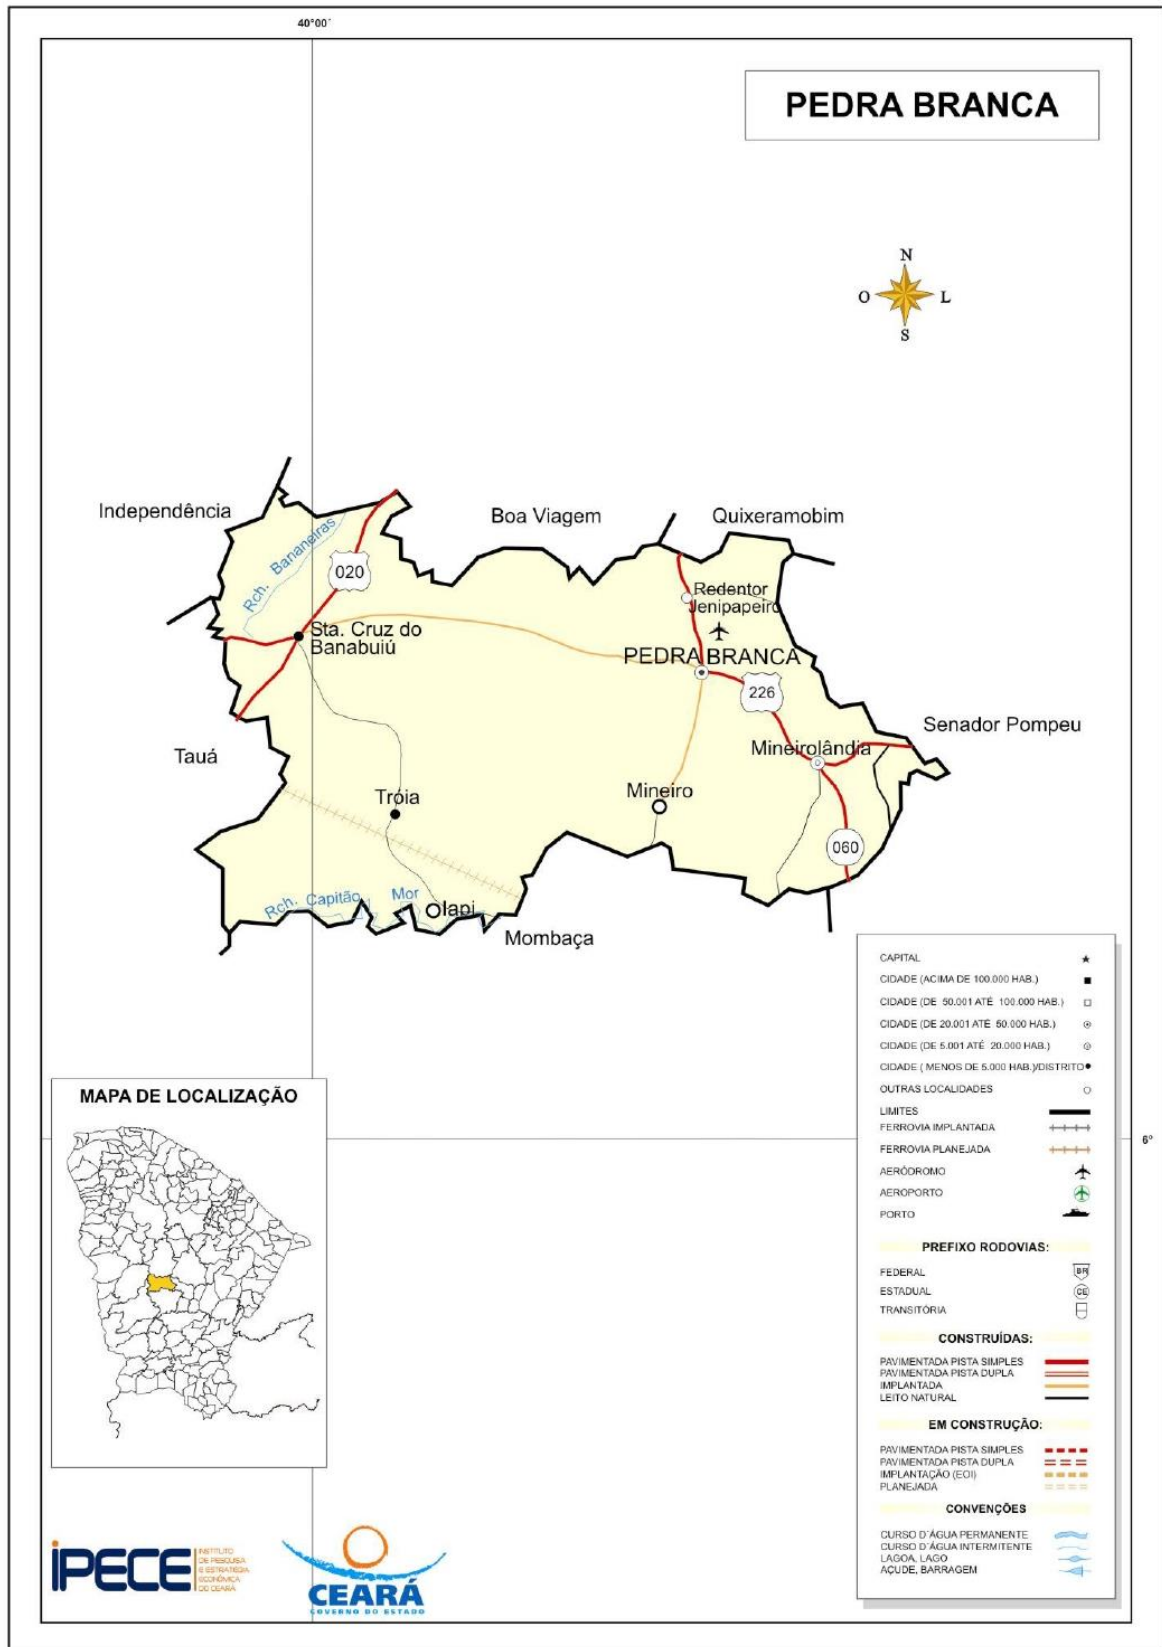 40°00´
PEDRA BRANCA
N
O
L
S
Independência
Boa Viagem
Quixeramobim
Rch. Bananeiras
020
Redentor
Jenipapeiro
Sta. Cruz do
Banabuiú
PEDRA BRANCA
226
Senador Pompeu
Mineirolândia
Tauá
Tróia
Mineiro
060
Rch. Capitão Mor
Iapi
Mombaça
CAPITAL
CIDADE (ACIMA DE 100.000 HAB.)
CIDADE (DE 50.001 ATÉ 100.000 HAB.)
CIDADE (DE 20.001 ATÉ 50.000 HAB.)
CIDADE (DE 5.001 ATÉ 20.000 HAB.)
CIDADE ( MENOS DE 5.000 HAB.)/DISTRITO
OUTRAS LOCALIDADES
LIMITES
FERROVIA IMPLANTADA
FERROVIA PLANEJADA
AERÓDROMO
AEROPORTO
PORTO
PREFIXO RODOVIAS:
FEDERAL BR
ESTADUAL CE
TRANSITÓRIA
CONSTRUÍDAS:
PAVIMENTADA PISTA SIMPLES
PAVIMENTADA PISTA DUPLA
IMPLANTADA
LEITO NATURAL
EM CONSTRUÇÃO:
PAVIMENTADA PISTA SIMPLES
PAVIMENTADA PISTA DUPLA
IMPLANTAÇÃO (EOI)
PLANEJADA
CONVENÇÕES
CURSO D´ÁGUA PERMANENTE
CURSO D´ÁGUA INTERMITENTE
LAGOA, LAGO
AÇUDE, BARRAGEM
6°
MAPA DE LOCALIZAÇÃO
IPECE
INSTITUTO
DE PESQUISA
E ESTRATÉGIA
ECONÔMICA
DO CEARÁ
CEARÁ
GOVERNO DO ESTADO